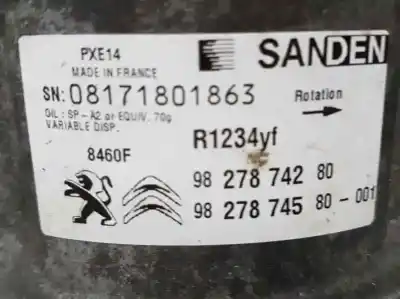 PXE14
SANDEN
MADE IN FRANCE
SN: 08171801863
Rotation
OIL: SP-A2 or EQUIV. 70g
VARIABLE DISP.
R1234yf
8460F
98 278 742 80
98 278 745 80-001